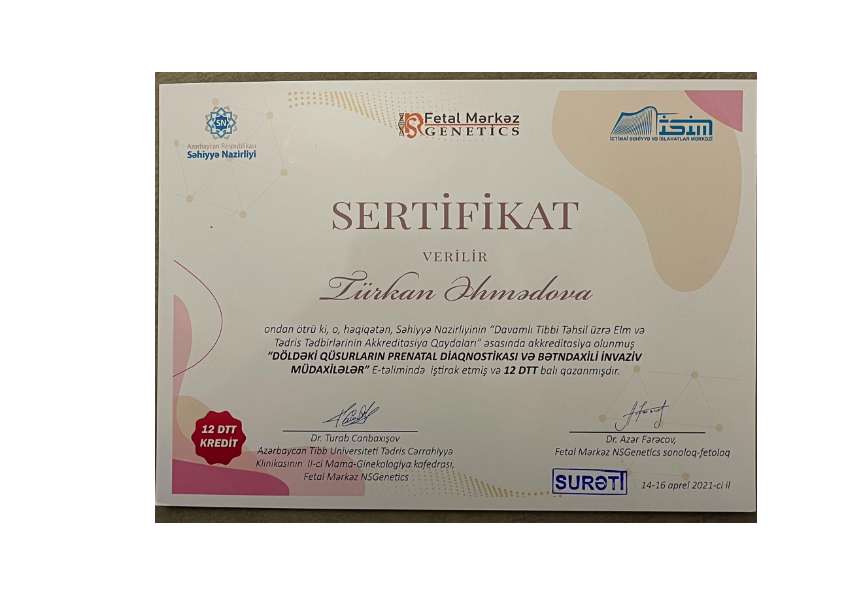 SN
Azərbaycan Respublikası
Səhiyyə Nazirliyi
Fetal Mərkəz
GENETICS
İSİM
İCTİMAİ SƏHİYYƏ VƏ İSLAHATLAR MƏRKƏZİ
SERTİFİKAT
VERİLİR
Türkan Əhmədova
ondan ötrü ki, o, həqiqətən, Səhiyyə Nazirliyinin "Davamlı Tibbi Təhsil üzrə Elm və
Tədris Tədbirlərinin Akkreditasiya Qaydaları" əsasında akkreditasiya olunmuş
"DÖLDƏKİ QÜSURLARIN PRENATAL DİAQNOSTİKASI VƏ BƏTNDAXİLİ İNVAZİV
MÜDAXİLƏLƏR" E-təlimində iştirak etmiş və 12 DTT balı qazanmışdır.
12 DTT
KREDİT
Dr. Turab Canbaxışov
Azərbaycan Tibb Universiteti Tədris Cərrahiyyə
Klinikasının II-ci Mama-Ginekologiya kafedrası,
Fetal Mərkəz NSGenetics
Dr. Azər Fərəcov,
Fetal Mərkəz NSGenetics sonoloq-fetoloq
SURƏTİ
14-16 aprel 2021-ci il